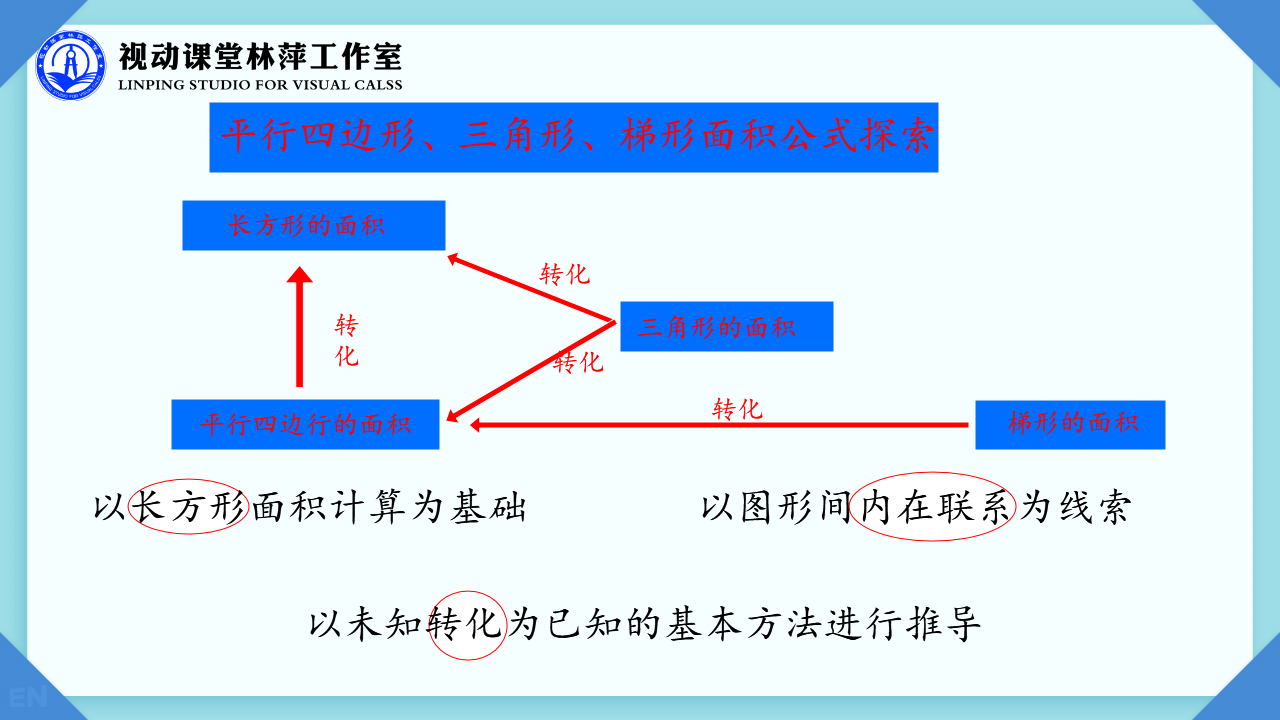 视动课堂林萍工作室
LINPING STUDIO FOR VISUAL CALSS
平行四边形、三角形、梯形面积公式探索
长方形的面积
转化
三角形的面积
转
化
转化
转化
平行四边行的面积
梯形的面积
以长方形面积计算为基础
以图形间内在联系为线索
以未知转化为已知的基本方法进行推导
EN